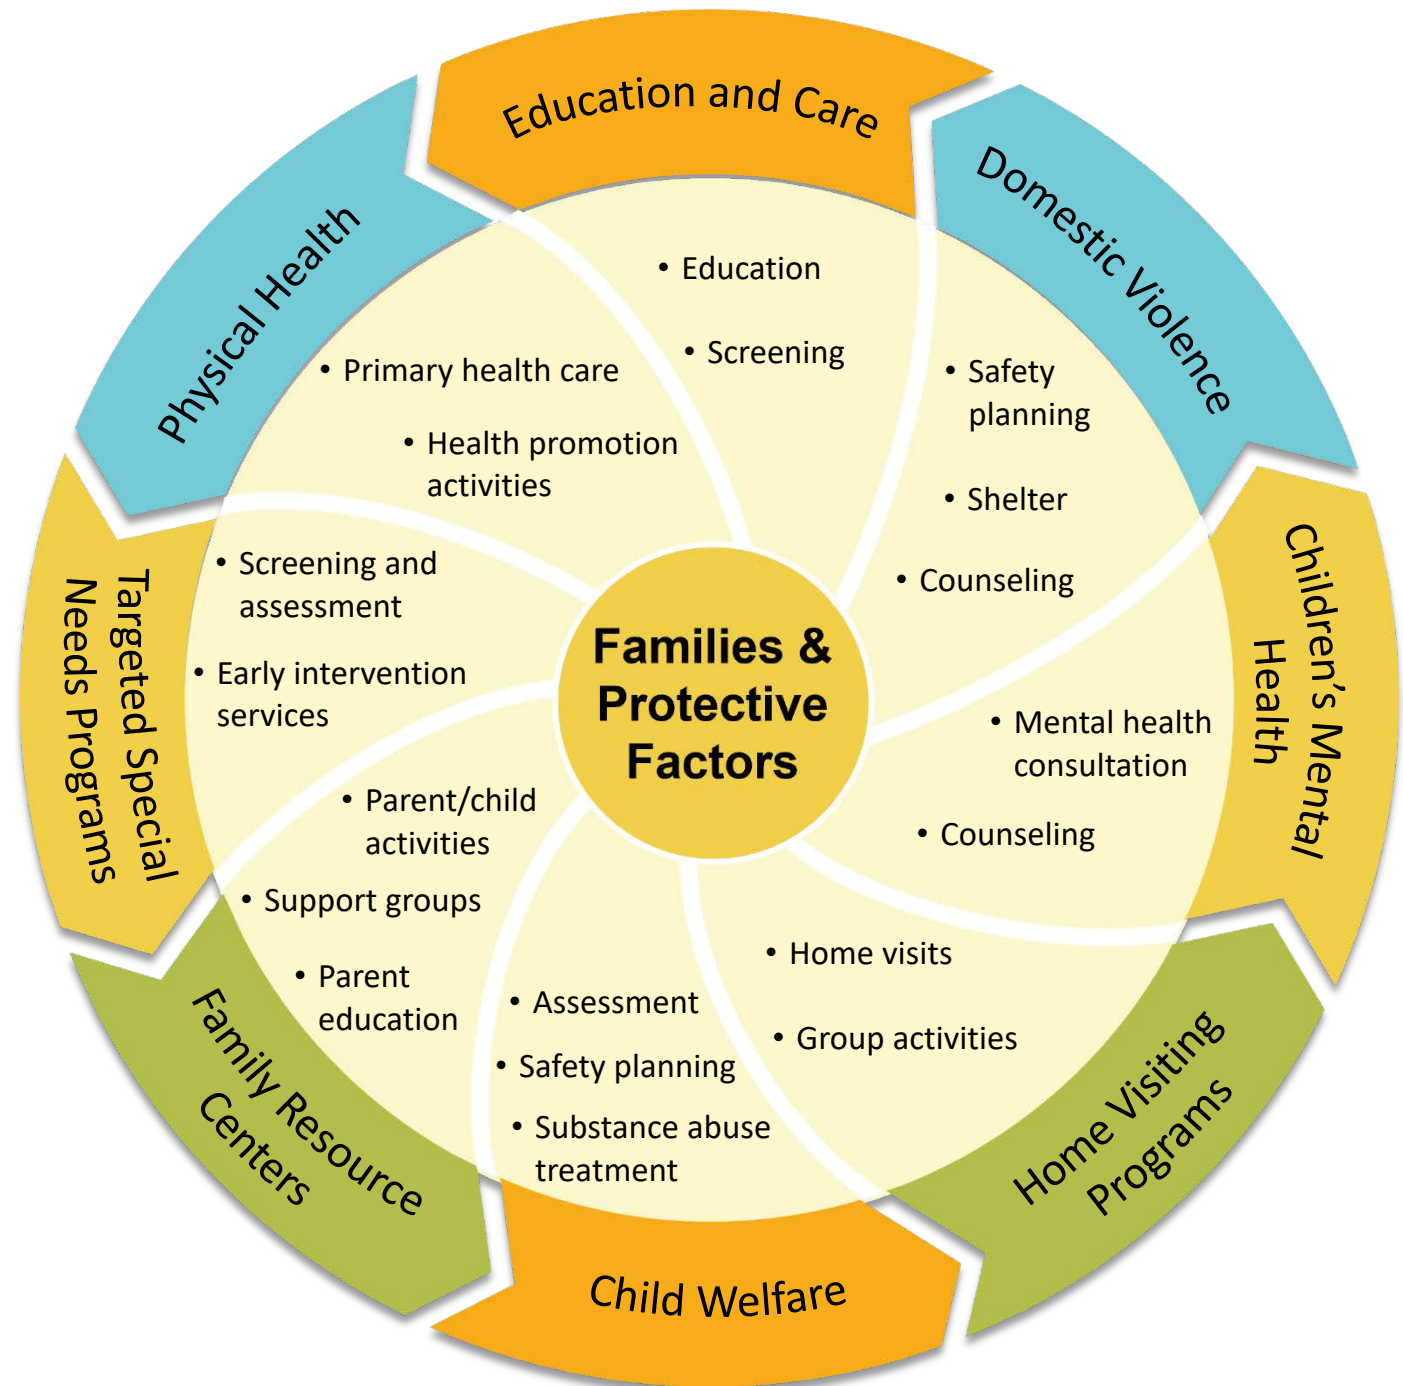 Education and Care
• Education
• Screening
Domestic Violence
• Safety
planning
• Shelter
• Counseling
Children's Mental
Health
• Mental health
consultation
• Counseling
Home Visiting
Programs
• Home visits
• Group activities
Child Welfare
• Assessment
• Safety planning
• Substance abuse
treatment
Family Resource
Centers
• Parent/child
activities
• Support groups
• Parent
education
Targeted Special
Needs Programs
• Screening and
assessment
• Early intervention
services
Physical Health
• Primary health care
• Health promotion
activities
Families &
Protective
Factors